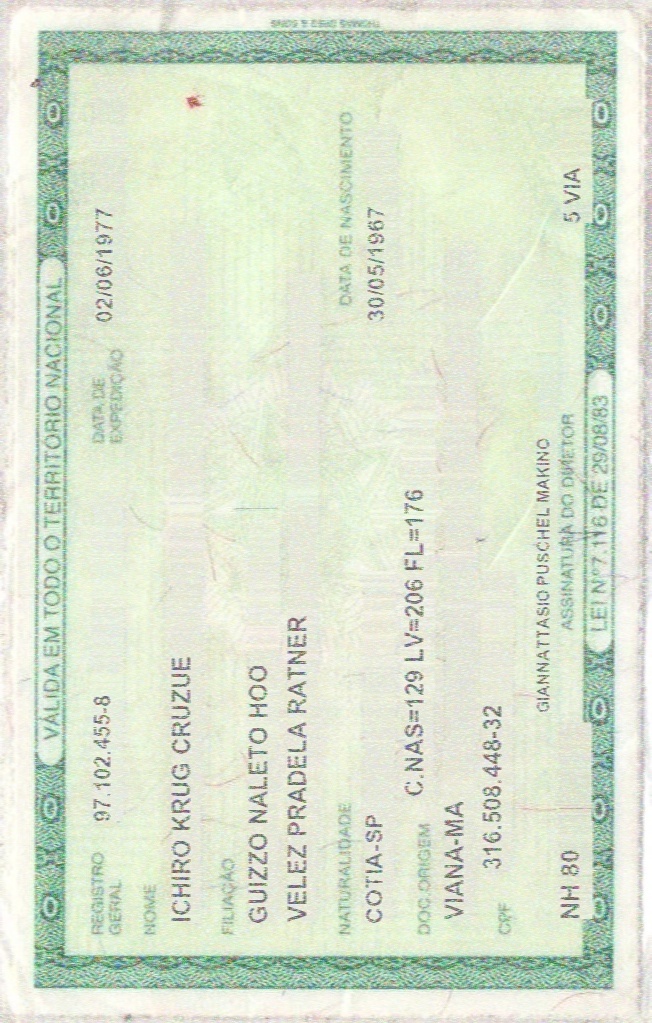 THOMAS GREG & SONS
VÁLIDA EM TODO O TERRITÓRIO NACIONAL
REGISTRO GERAL 97.102.455-8 DATA DE EXPEDIÇÃO 02/06/1977
NOME
ICHIRO KRUG CRUZUE
FILIAÇÃO
GUIZZO NALETO HOO
VELEZ PRADELA RATNER
NATURALIDADE DATA DE NASCIMENTO
COTIA-SP 30/05/1967
DOC.ORIGEM C.NAS=129 LV=206 FL=176
VIANA-MA
CPF 316.508.448-32
GIANNATTASIO PUSCHEL MAKINO
NH 80 ASSINATURA DO DIRETOR 5 VIA
LEI Nº 7.116 DE 29/08/83